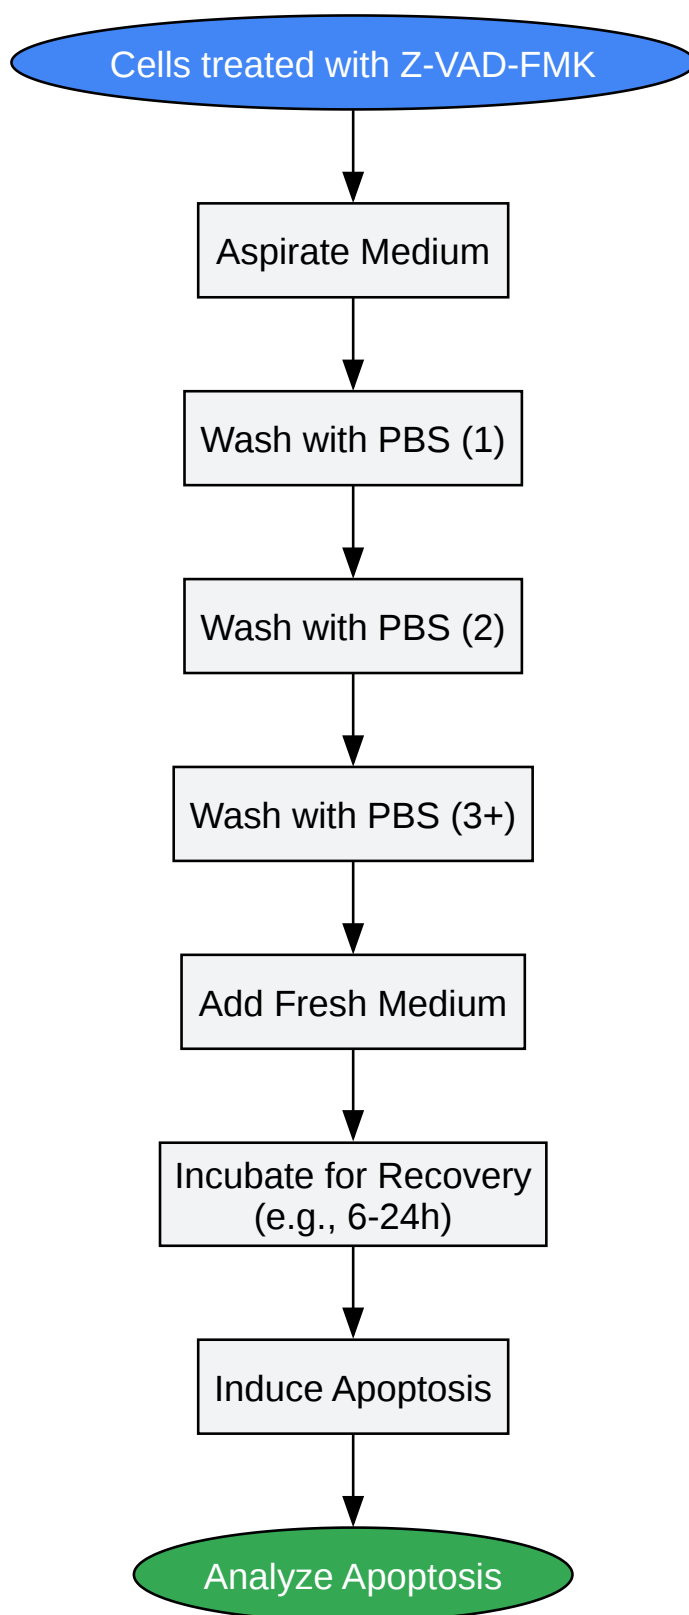 Cells treated with Z-VAD-FMK
Aspirate Medium
Wash with PBS (1)
Wash with PBS (2)
Wash with PBS (3+)
Add Fresh Medium
Incubate for Recovery
(e.g., 6-24h)
Induce Apoptosis
Analyze Apoptosis